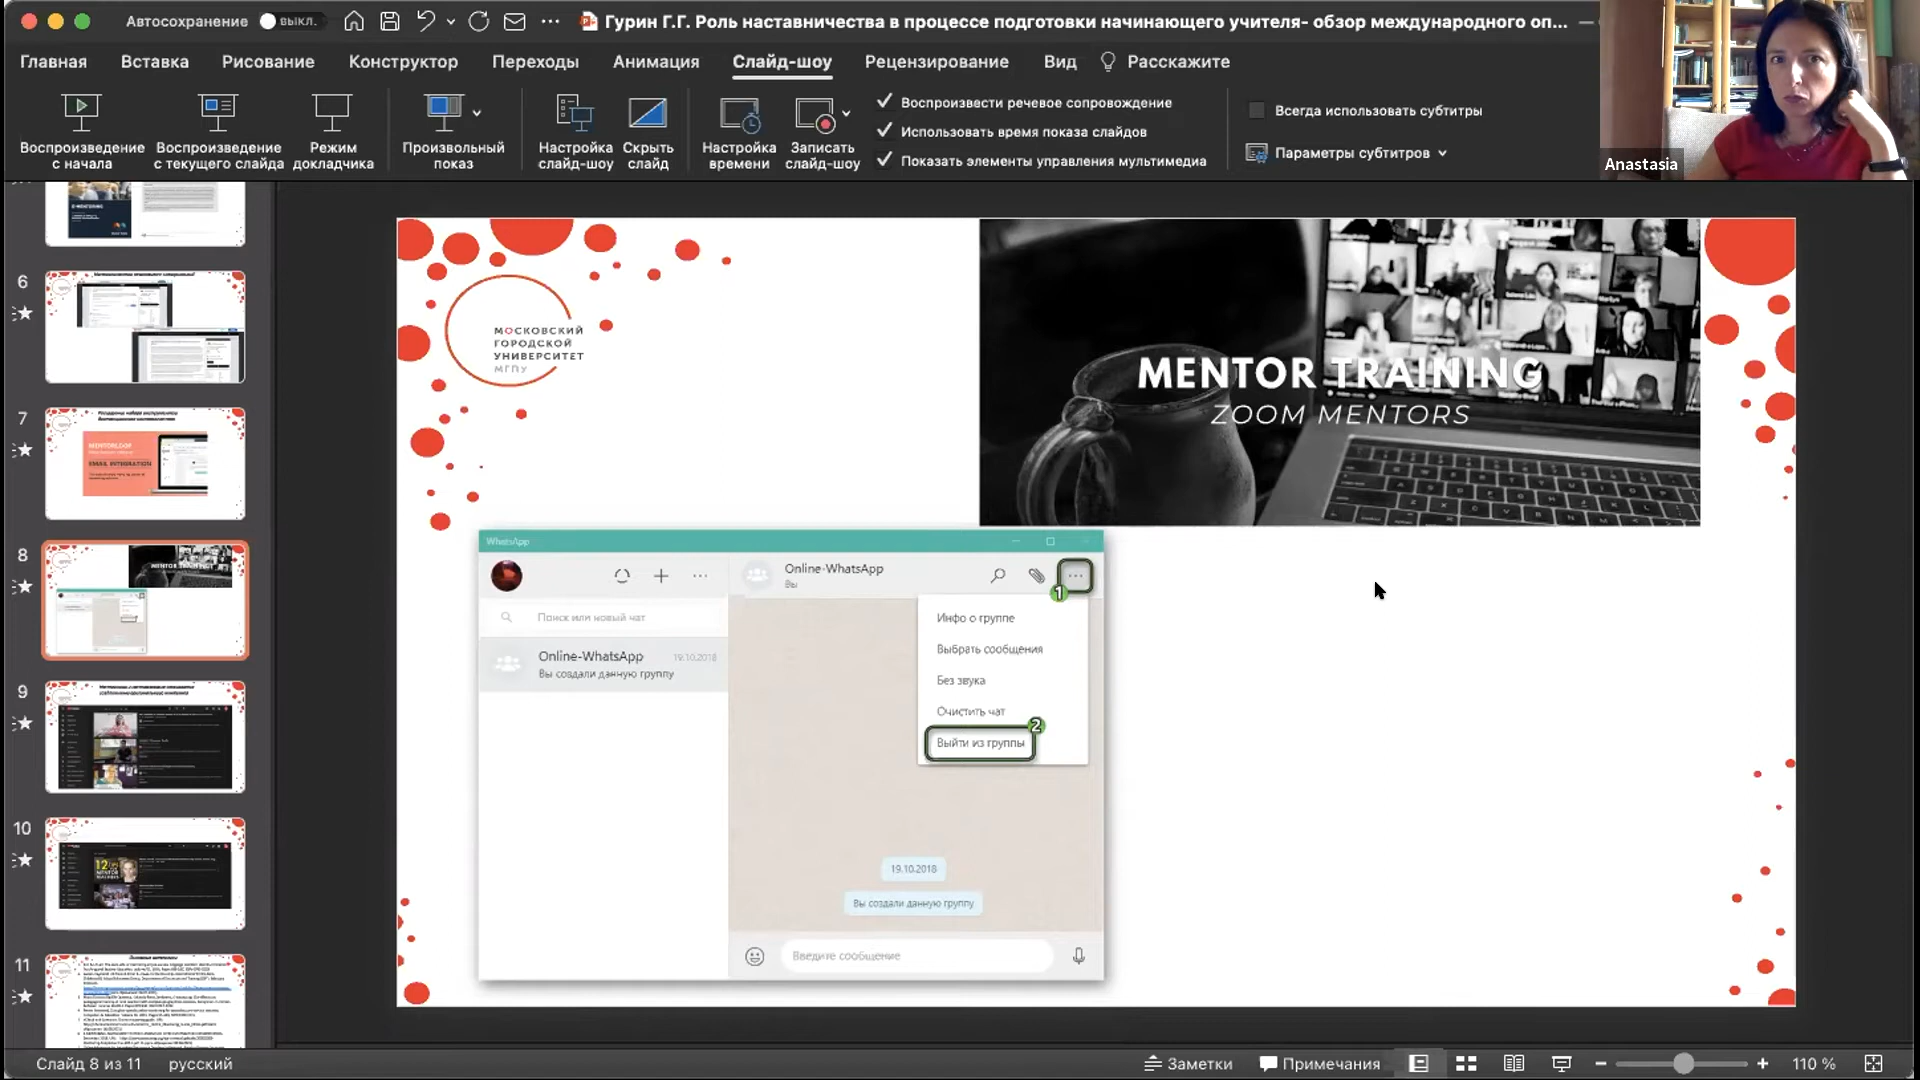 Автосохранение ВЫКЛ.
Гурин Г.Г. Роль наставничества в процессе подготовки начинающего учителя- обзор международного оп...
Главная Вставка Рисование Конструктор Переходы Анимация Слайд-шоу Рецензирование Вид Расскажите
Воспроизведение с начала
Воспроизведение с текущего слайда
Режим докладчика
Произвольный показ
Настройка слайд-шоу
Скрыть слайд
Настройка времени
Записать слайд-шоу
Воспроизвести речевое сопровождение
Использовать время показа слайдов
Показать элементы управления мультимедиа
Всегда использовать субтитры
Параметры субтитров
Anastasia
6
7
MENTORLOOP
EMAIL INTEGRATION
8
9
10
11
МОСКОВСКИЙ
ГОРОДСКОЙ
УНИВЕРСИТЕТ
МГПУ
MENTOR TRAINING
ZOOM MENTORS
WhatsApp
Online-WhatsApp
Вы
1
Поиск или новый чат
Online-WhatsApp 19.10.2018
Вы создали данную группу
Инфо о группе
Выбрать сообщения
Без звука
Очистить чат
2
Выйти из группы
19.10.2018
Вы создали данную группу
Введите сообщение
Слайд 8 из 11 русский
Заметки Примечания 110 %